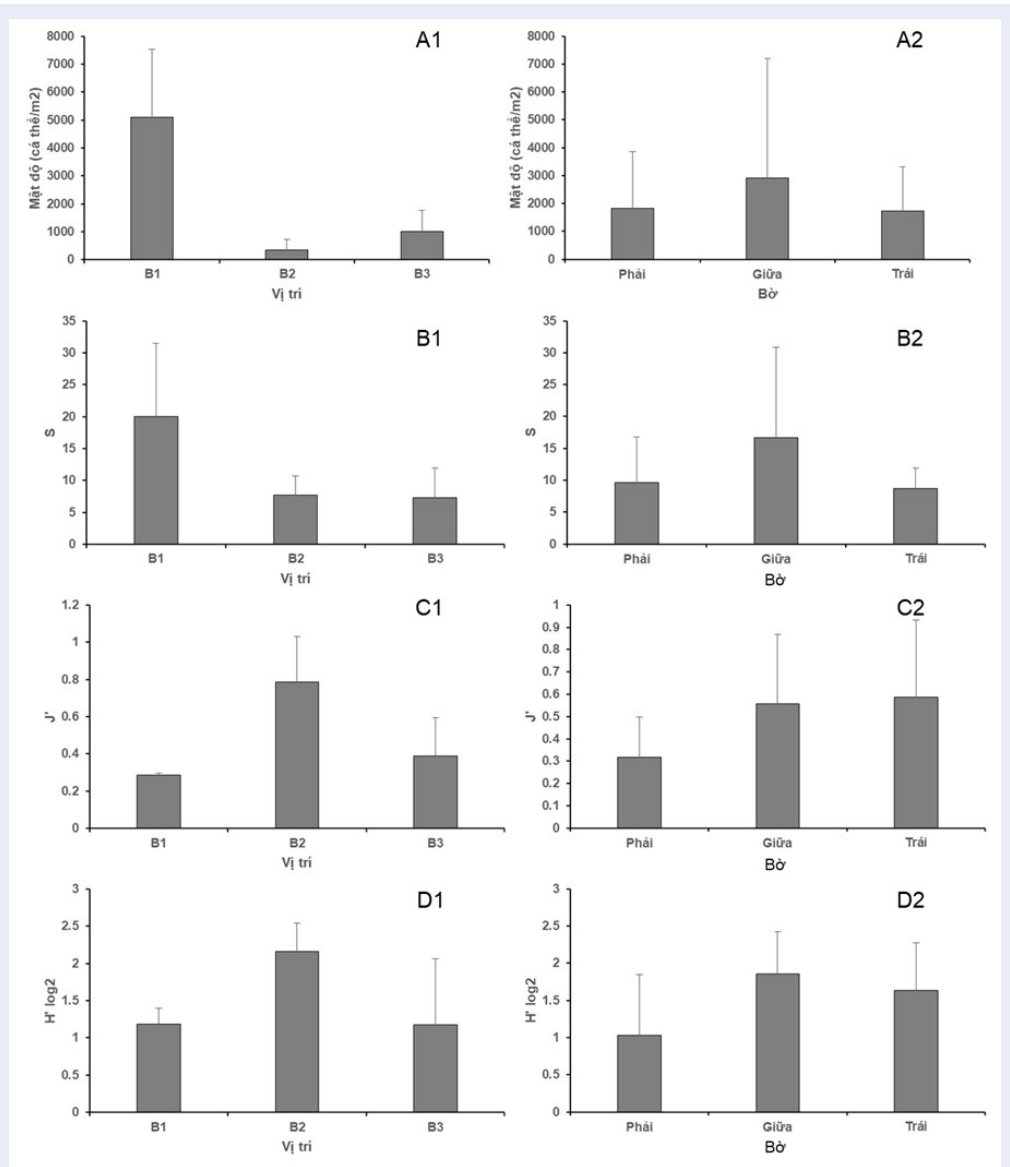 A1
Mật độ (cá thể/m2)
8000
7000
6000
5000
4000
3000
2000
1000
0
B1 B2 B3
Vị trí
A2
Mật độ (cá thể/m2)
8000
7000
6000
5000
4000
3000
2000
1000
0
Phải Giữa Trái
Bờ
B1
S
35
30
25
20
15
10
5
0
B1 B2 B3
Vị trí
B2
S
35
30
25
20
15
10
5
0
Phải Giữa Trái
Bờ
C1
J'
1.2
1
0.8
0.6
0.4
0.2
0
B1 B2 B3
Vị trí
C2
J'
1
0.9
0.8
0.7
0.6
0.5
0.4
0.3
0.2
0.1
0
Phải Giữa Trái
Bờ
D1
H' log2
3
2.5
2
1.5
1
0.5
0
B1 B2 B3
Vị trí
D2
H' log2
3
2.5
2
1.5
1
0.5
0
Phải Giữa Trái
Bờ